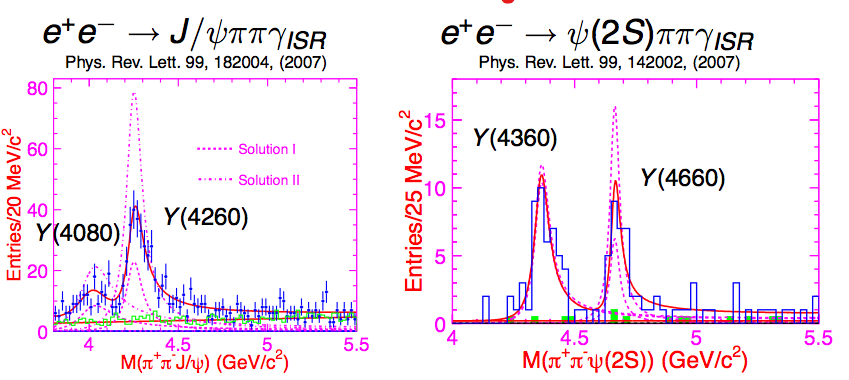 e⁺e⁻ → J/ψππγISR
Phys. Rev. Lett. 99, 182004, (2007)
Entries/20 MeV/c²
80
60
40
20
0
Solution I
Solution II
Y(4080)
Y(4260)
4
4.5
5
5.5
M(π⁺π⁻J/ψ) (GeV/c²)
e⁺e⁻ → ψ(2S)ππγISR
Phys. Rev. Lett. 99, 142002, (2007)
Entries/25 MeV/c²
15
10
5
0
Y(4360)
Y(4660)
4
4.5
5
5.5
M(π⁺π⁻ψ(2S)) (GeV/c²)